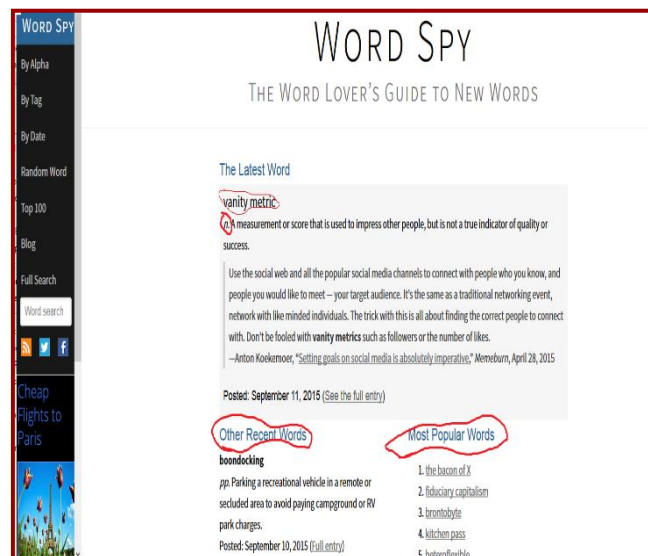 WORD SPY
By Alpha
By Tag
By Date
Random Word
Top 100
Blog
Full Search
Word search
Cheap
Flights to
Paris
WORD SPY
THE WORD LOVER'S GUIDE TO NEW WORDS
The Latest Word
vanity metric
n. A measurement or score that is used to impress other people, but is not a true indicator of quality or
success.
Use the social web and all the popular social media channels to connect with people who you know, and
people you would like to meet — your target audience. It's the same as a traditional networking event,
network with like minded individuals. The trick with this is all about finding the correct people to connect
with. Don't be fooled with vanity metrics such as followers or the number of likes.
—Anton Koekemoer, “Setting goals on social media is absolutely imperative,” Memeburn, April 28, 2015
Posted: September 11, 2015 (See the full entry)
Other Recent Words
boondocking
pp. Parking a recreational vehicle in a remote or
secluded area to avoid paying campground or RV
park charges.
Posted: September 10, 2015 (Full entry)
Most Popular Words
1. the bacon of X
2. fiduciary capitalism
3. brontobyte
4. kitchen pass
5. heteroflexible